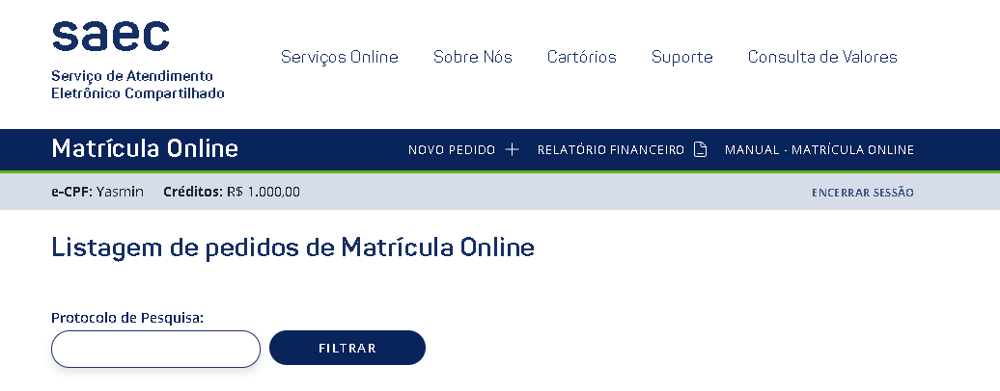 saec
Serviço de Atendimento
Eletrônico Compartilhado
Serviços Online Sobre Nós Cartórios Suporte Consulta de Valores
Matrícula Online NOVO PEDIDO RELATÓRIO FINANCEIRO MANUAL - MATRÍCULA ONLINE
e-CPF: Yasmin Créditos: R$ 1.000,00 ENCERRAR SESSÃO
Listagem de pedidos de Matrícula Online
Protocolo de Pesquisa:
FILTRAR